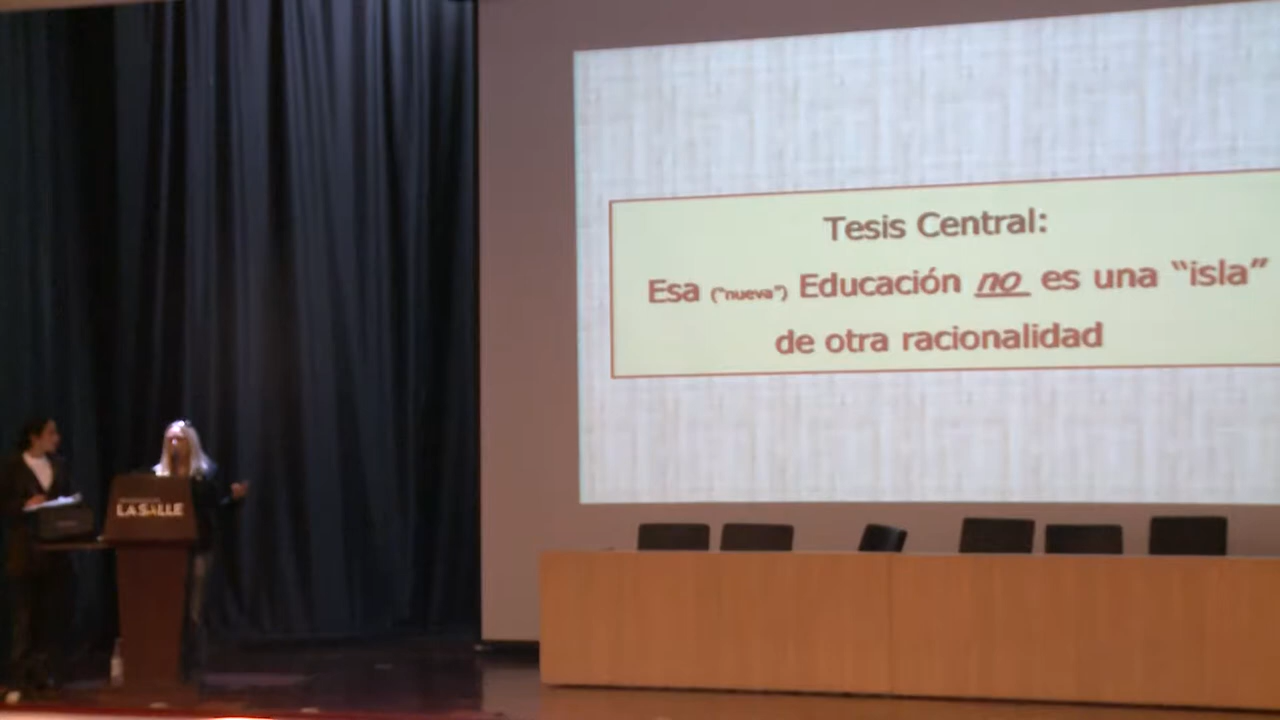 Tesis Central:
Esa ("nueva") Educación no es una “isla”
de otra racionalidad
LA SALLE